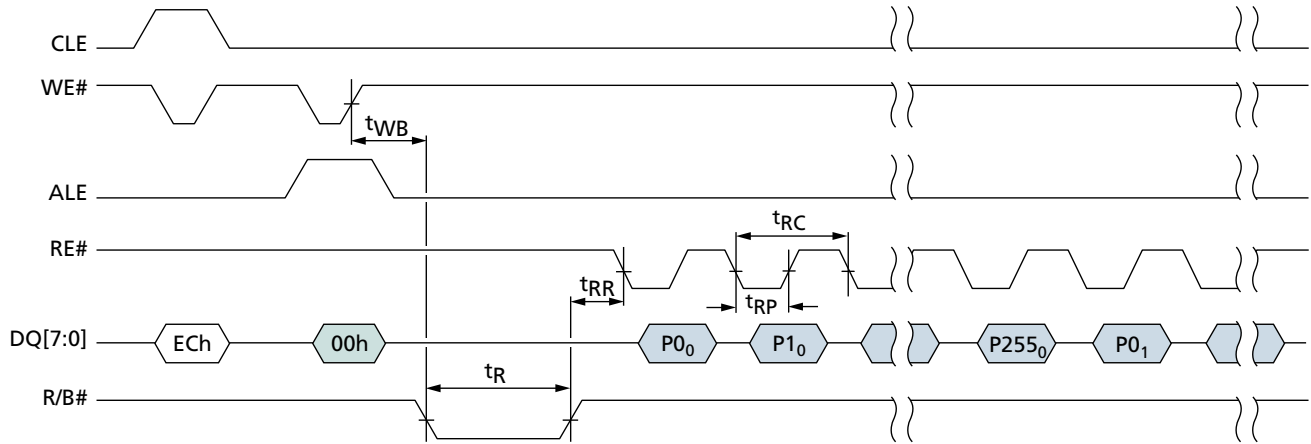 CLE
WE#
tWB
ALE
tRC
RE#
tRR
tRP
DQ[7:0] ECh 00h P0₀ P1₀ P255₀ P0₁
tR
R/B#